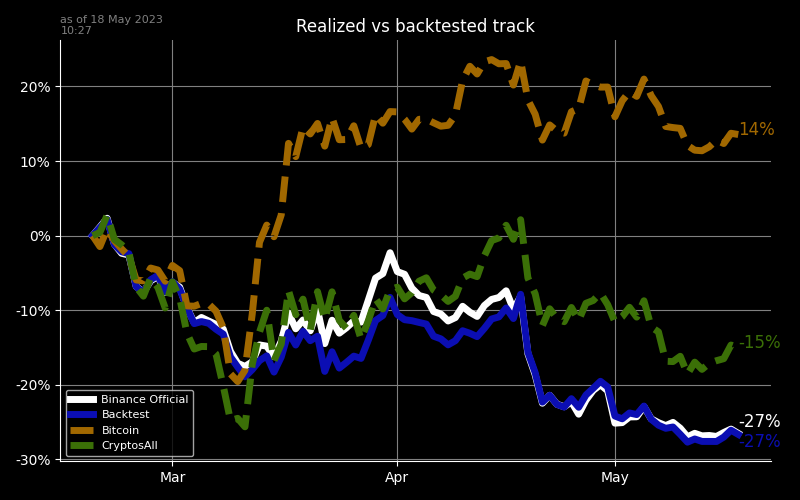 as of 18 May 2023
10:27
Realized vs backtested track
20%
10%
0%
-10%
-20%
-30%
Mar
Apr
May
14%
-15%
-27%
-27%
Binance Official
Backtest
Bitcoin
CryptosAll